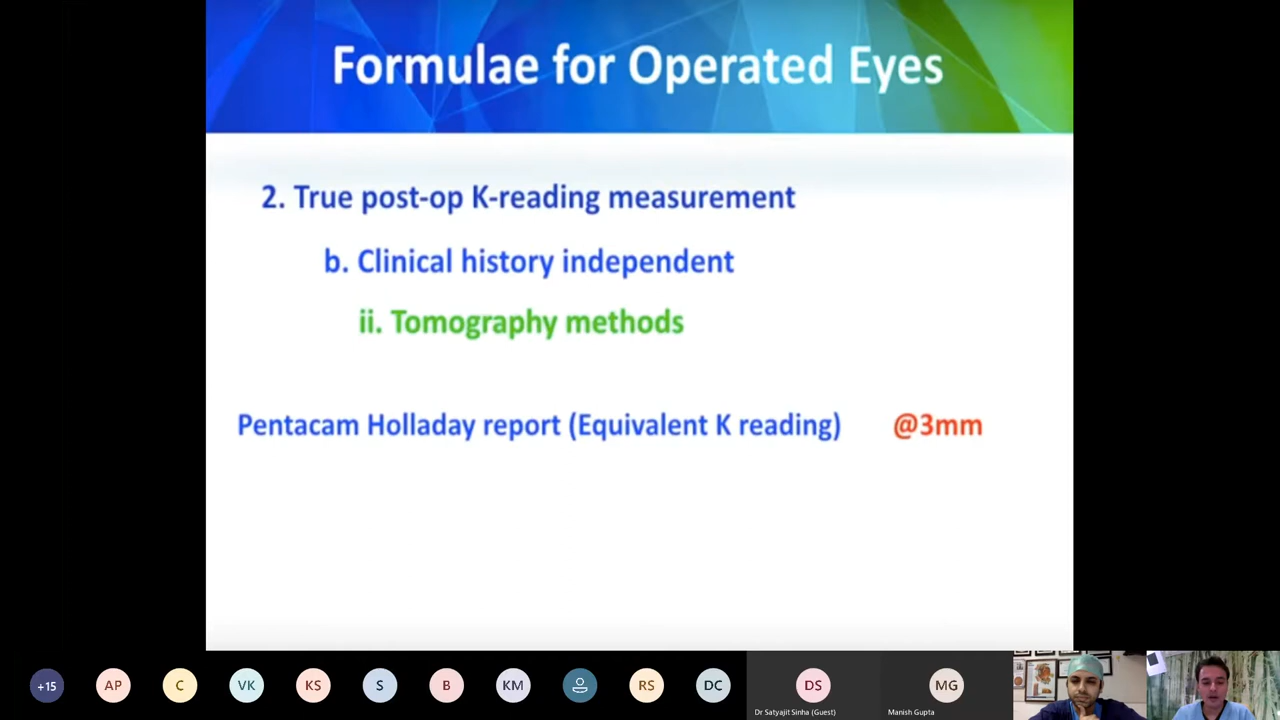 Formulae for Operated Eyes
2. True post-op K-reading measurement
b. Clinical history independent
ii. Tomography methods
Pentacam Holladay report (Equivalent K reading) @3mm
+15 AP C VK KS S B KM RS DC DS MG
Dr Satyajit Sinha (Guest) Manish Gupta